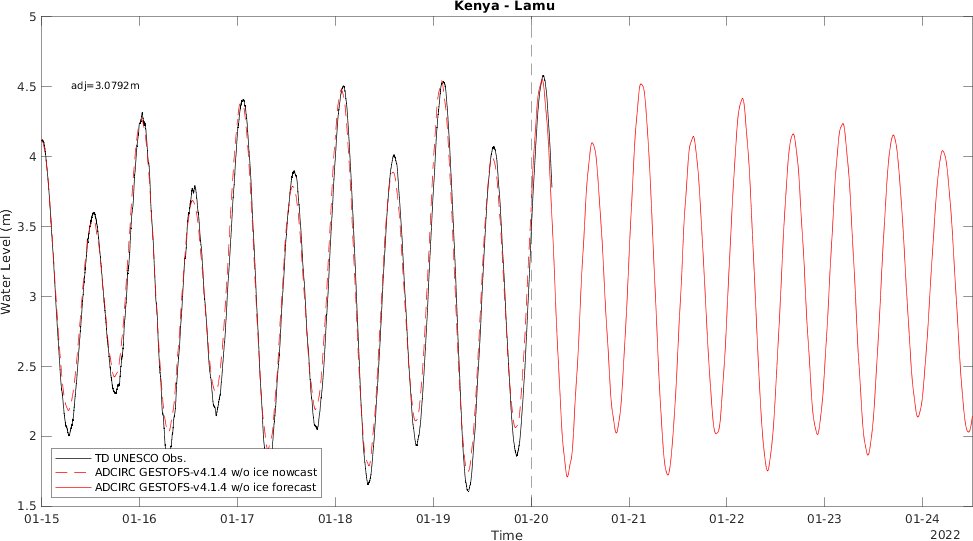 Kenya - Lamu
5
4.5
4
3.5
3
2.5
2
1.5
Water Level (m)
adj=3.0792m
TD UNESCO Obs.
ADCIRC GESTOFS-v4.1.4 w/o ice nowcast
ADCIRC GESTOFS-v4.1.4 w/o ice forecast
01-15 01-16 01-17 01-18 01-19 01-20 01-21 01-22 01-23 01-24
Time
2022